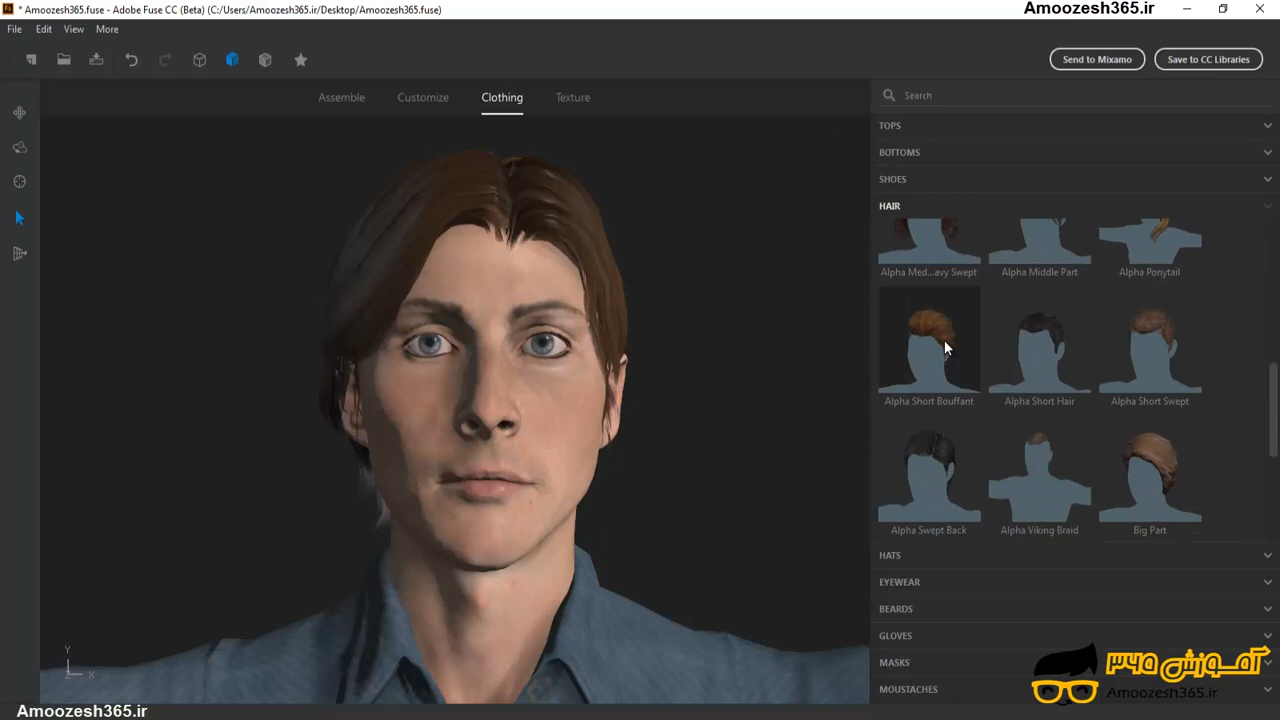 * Amoozesh365.fuse - Adobe Fuse CC (Beta) (C:/Users/Amoozesh365.ir/Desktop/Amoozesh365.fuse)
Amoozesh365.ir
File Edit View More
Send to Mixamo
Save to CC Libraries
Assemble Customize Clothing Texture
Search
TOPS
BOTTOMS
SHOES
HAIR
Alpha Med...avy Swept
Alpha Middle Part
Alpha Ponytail
Alpha Short Bouffant
Alpha Short Hair
Alpha Short Swept
Alpha Swept Back
Alpha Viking Braid
Big Part
HATS
EYEWEAR
BEARDS
GLOVES
MASKS
MOUSTACHES
Y
Z X
آموزش ۳۶۵
Amoozesh365.ir
Amoozesh365.ir